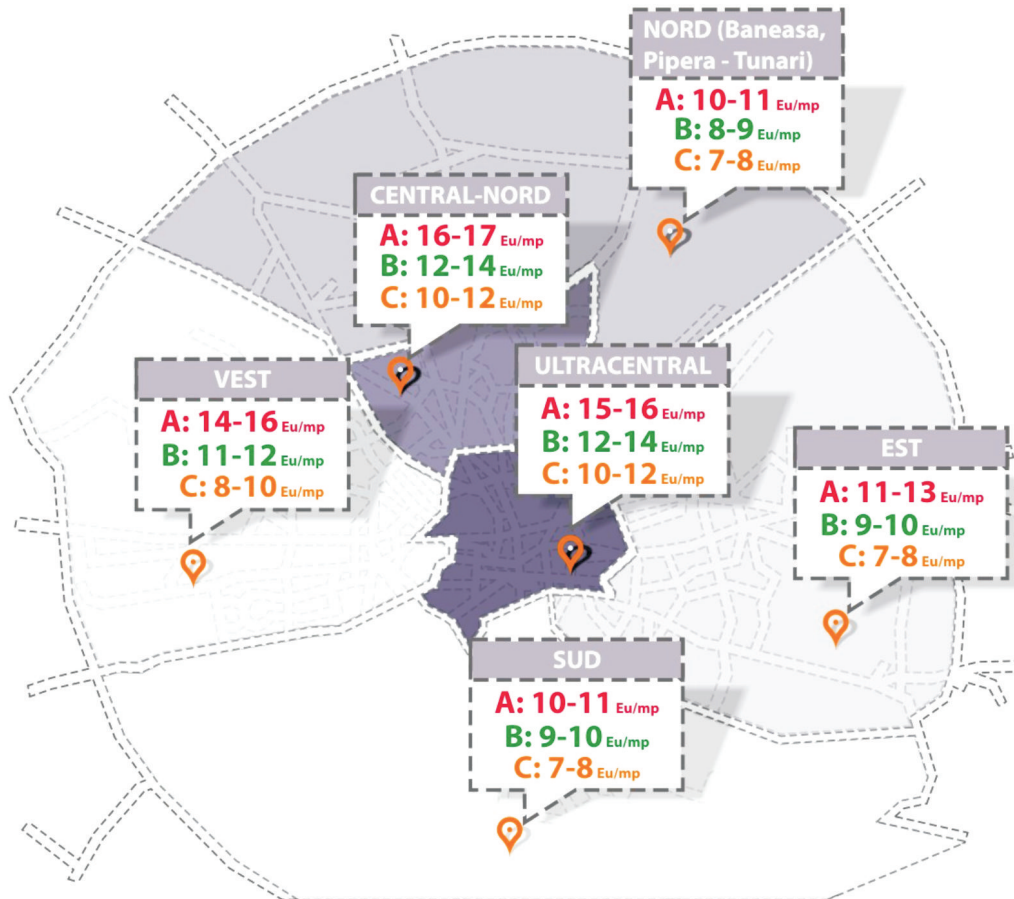 NORD (Baneasa,
Pipera - Tunari)
A: 10-11 Eu/mp
B: 8-9 Eu/mp
C: 7-8 Eu/mp
CENTRAL-NORD
A: 16-17 Eu/mp
B: 12-14 Eu/mp
C: 10-12 Eu/mp
ULTRACENTRAL
A: 15-16 Eu/mp
B: 12-14 Eu/mp
C: 10-12 Eu/mp
VEST
A: 14-16 Eu/mp
B: 11-12 Eu/mp
C: 8-10 Eu/mp
EST
A: 11-13 Eu/mp
B: 9-10 Eu/mp
C: 7-8 Eu/mp
SUD
A: 10-11 Eu/mp
B: 9-10 Eu/mp
C: 7-8 Eu/mp